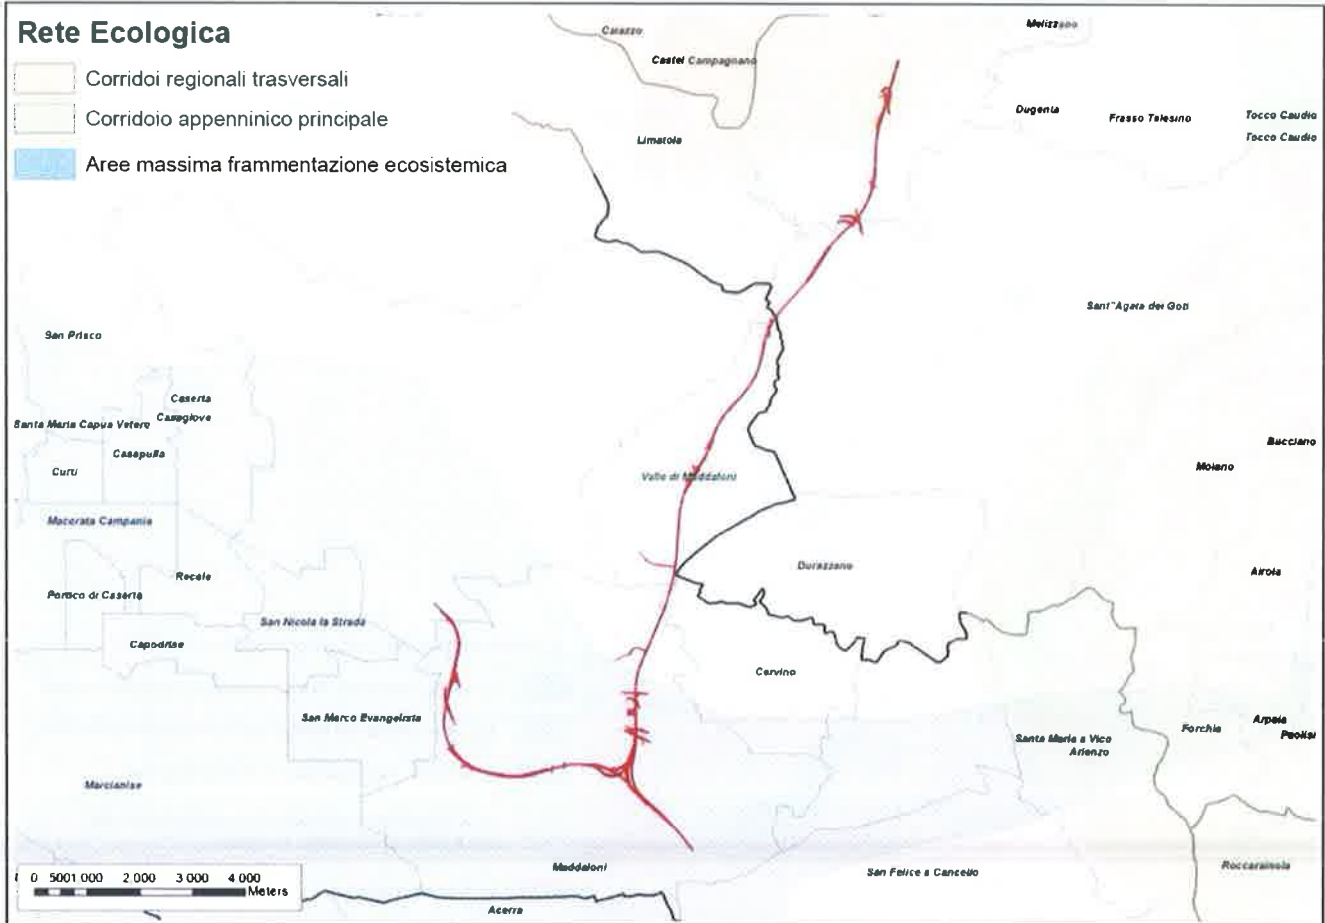 Rete Ecologica
Corridoi regionali trasversali
Corridoio appenninico principale
Aree massima frammentazione ecosistemica
Caiazzo
Castel Campagnano
Melizzano
Limatola
Dugenta
Frasso Telesino
Tocco Caudio
Tocco Caudio
Sant''Agata dei Goti
San Prisco
Caserta
Casagiove
Santa Maria Capua Vetere
Casapulla
Curti
Bucciano
Moiano
Valle di Maddaloni
Macerata Campania
Recale
Durazzano
Airola
Portico di Caserta
San Nicola la Strada
Capodrise
Cervino
San Marco Evangelista
Santa Maria a Vico
Arienzo
Forchia
Arpaia
Paolisi
Marcianise
Maddaloni
San Felice a Cancello
Roccarainola
Acerra
0 5001 000 2 000 3 000 4 000
Meters